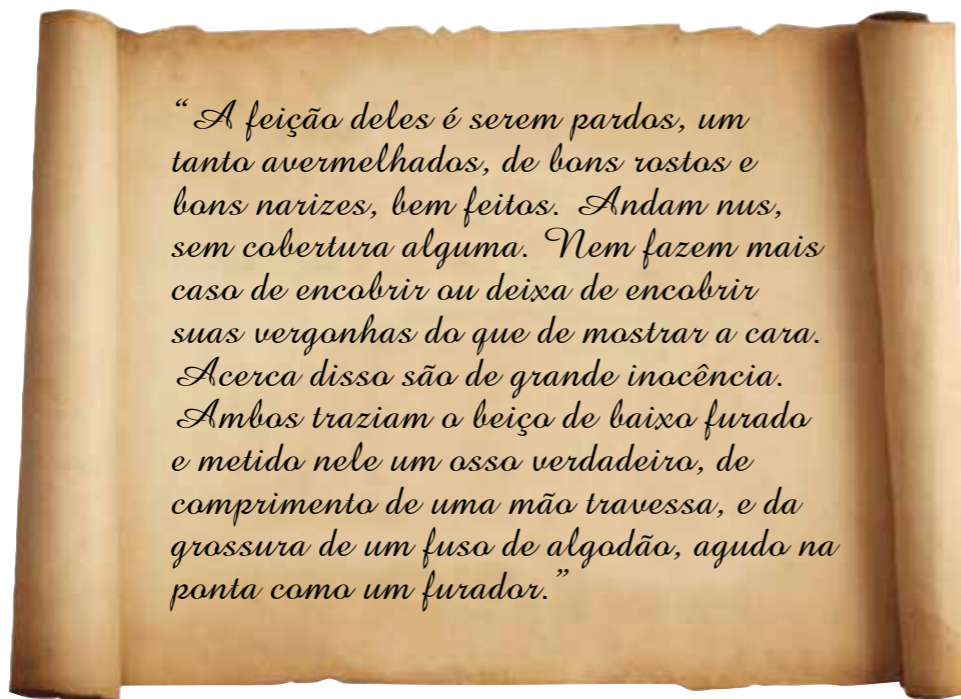 “ A feição deles é serem pardos, um
tanto avermelhados, de bons rostos e
bons narizes, bem feitos. Andam nus,
sem cobertura alguma. Nem fazem mais
caso de encobrir ou deixa de encobrir
suas vergonhas do que de mostrar a cara.
Acerca disso são de grande inocência.
Ambos traziam o beiço de baixo furado
e metido nele um osso verdadeiro, de
comprimento de uma mão travessa, e da
grossura de um fuso de algodão, agudo na
ponta como um furador.”